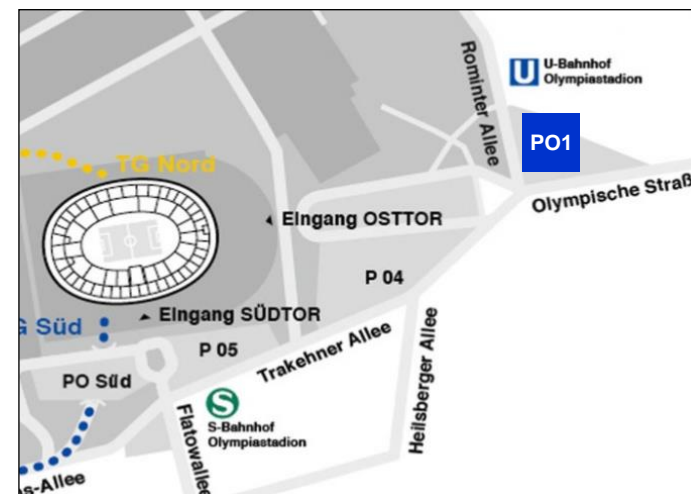 U
U-Bahnhof
Olympiastadion
Rominter Allee
PO1
Olympische Straß
TG Nord
Eingang OSTTOR
P 04
Eingang SÜDTOR
G Süd
P 05
Trakehner Allee
Heilsberger Allee
PO Süd
S
S-Bahnhof
Olympiastadion
Flatowallee
es-Allee